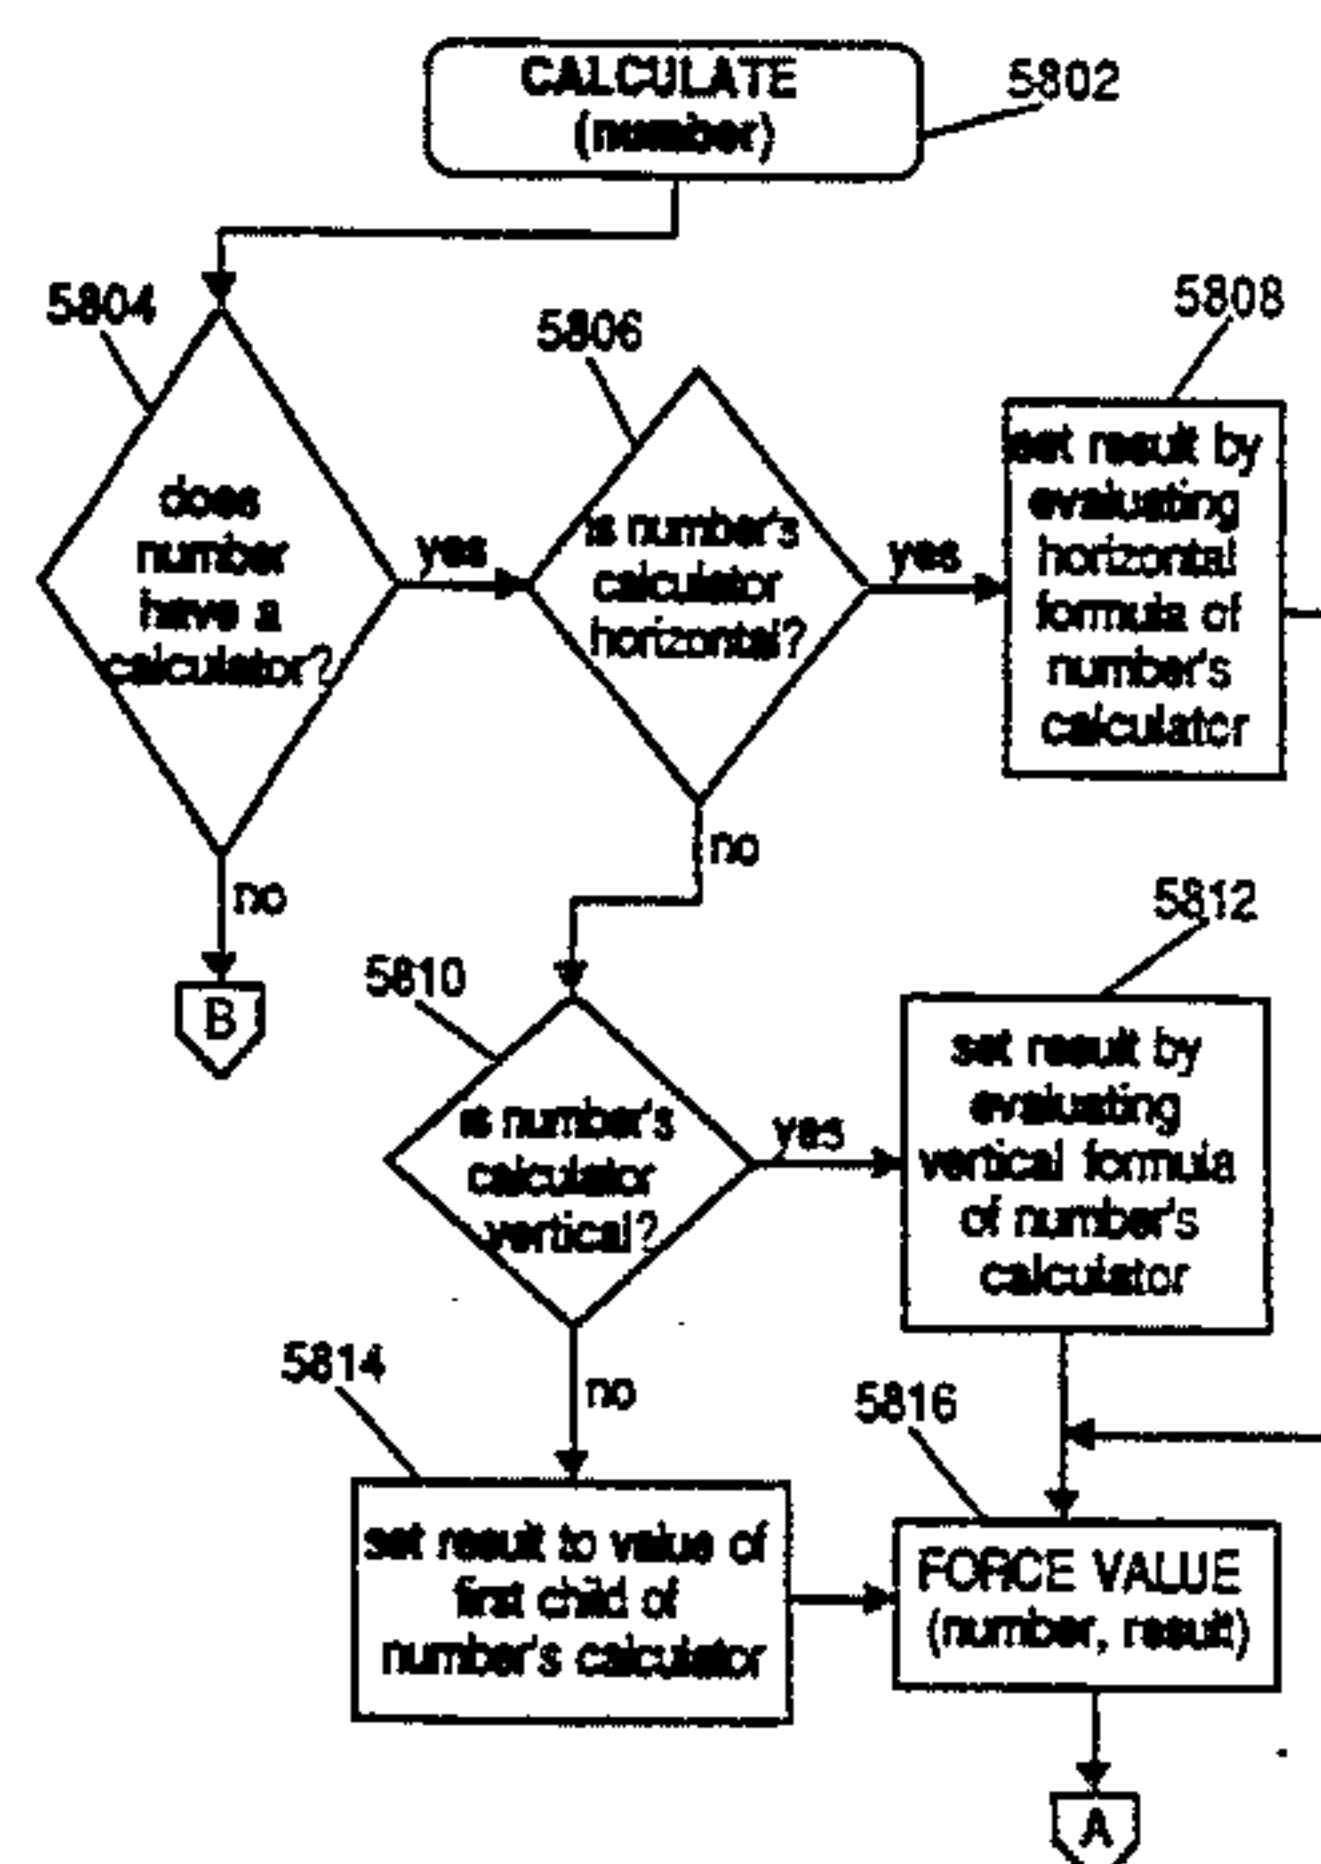 CALCULATE
(number)
5802
5804
does
number
have a
calculator?
yes
no
B
5806
is number's
calculator
horizontal?
yes
no
5808
set result by
evaluating
horizontal
formula of
number's
calculator
5810
is number's
calculator
vertical?
yes
no
5812
set result by
evaluating
vertical formula
of number's
calculator
5814
set result to value of
first child of
number's calculator
5816
FORCE VALUE
(number, result)
A